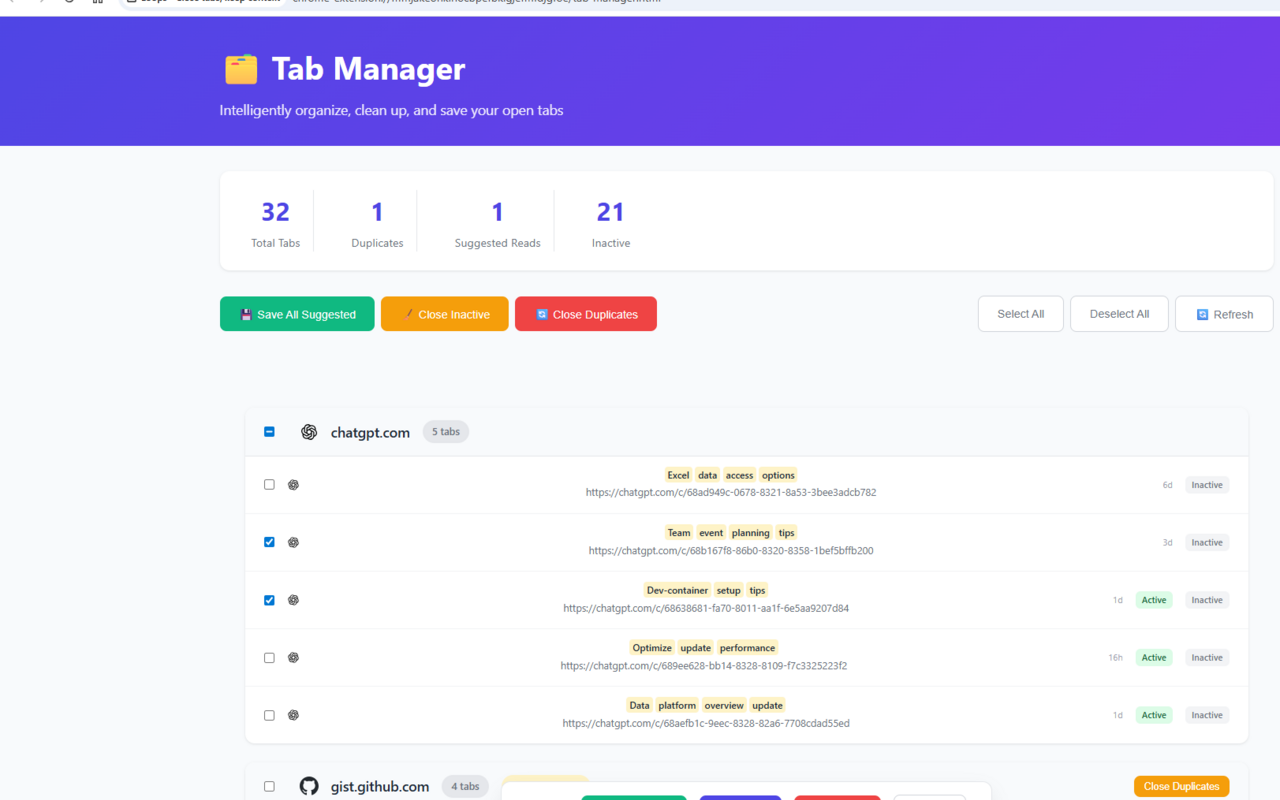 Tab Manager
Intelligently organize, clean up, and save your open tabs
32 1 1 21
Total Tabs Duplicates Suggested Reads Inactive
Save All Suggested Close Inactive Close Duplicates Select All Deselect All Refresh
chatgpt.com 5 tabs
Excel data access options
https://chatgpt.com/c/68ad949c-0678-8321-8a53-3bee3adcb782
6d Inactive
Team event planning tips
https://chatgpt.com/c/68b167f8-86b0-8320-8358-1bef5bffb200
3d Inactive
Dev-container setup tips
https://chatgpt.com/c/68638681-fa70-8011-aa1f-6e5aa9207d84
1d Active Inactive
Optimize update performance
https://chatgpt.com/c/689ee628-bb14-8328-8109-f7c3325223f2
16h Active Inactive
Data platform overview update
https://chatgpt.com/c/68aefb1c-9eec-8328-82a6-7708cdad55ed
1d Active Inactive
gist.github.com 4 tabs Close Duplicates